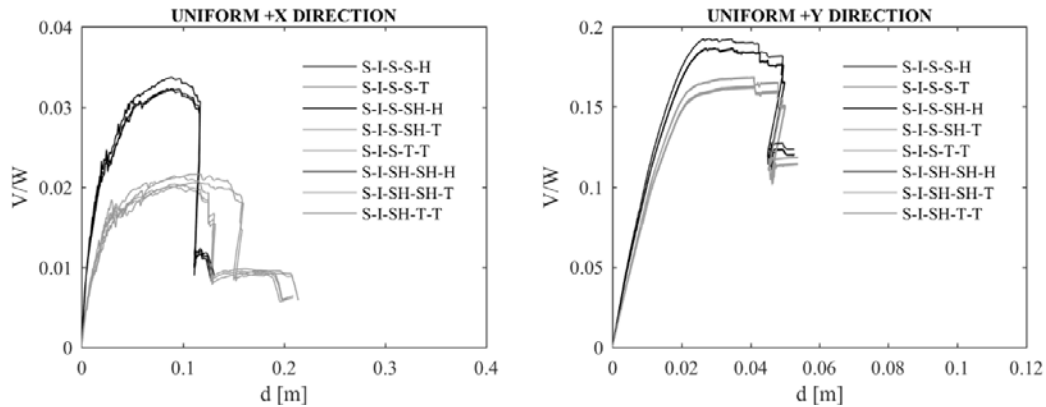 UNIFORM +X DIRECTION
0.04
0.03
0.02
0.01
0
V/W
S-I-S-S-H
S-I-S-S-T
S-I-S-SH-H
S-I-S-SH-T
S-I-S-T-T
S-I-SH-SH-H
S-I-SH-SH-T
S-I-SH-T-T
0 0.1 0.2 0.3 0.4
d [m]
UNIFORM +Y DIRECTION
0.2
0.15
0.1
0.05
0
V/W
S-I-S-S-H
S-I-S-S-T
S-I-S-SH-H
S-I-S-SH-T
S-I-S-T-T
S-I-SH-SH-H
S-I-SH-SH-T
S-I-SH-T-T
0 0.02 0.04 0.06 0.08 0.1 0.12
d [m]